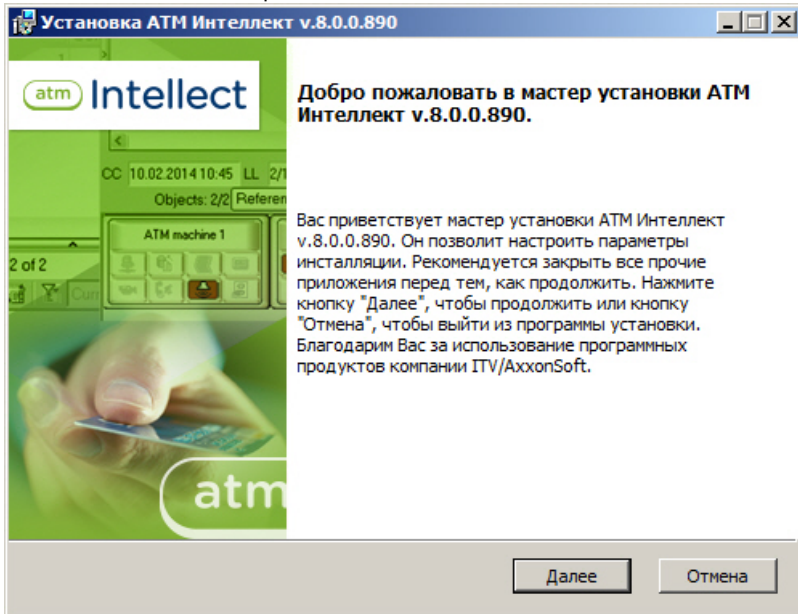 Установка АТМ Интеллект v.8.0.0.890
atm Intellect
Добро пожаловать в мастер установки АТМ
Интеллект v.8.0.0.890.
CC 10.02.2014 10:45 LL 2/1
Objects: 2/2 Referen
ATM machine 1
2 of 2
Curr
Вас приветствует мастер установки АТМ Интеллект
v.8.0.0.890. Он позволит настроить параметры
инсталляции. Рекомендуется закрыть все прочие
приложения перед тем, как продолжить. Нажмите
кнопку "Далее", чтобы продолжить или кнопку
"Отмена", чтобы выйти из программы установки.
Благодарим Вас за использование программных
продуктов компании ITV/AxxonSoft.
atm
Далее
Отмена